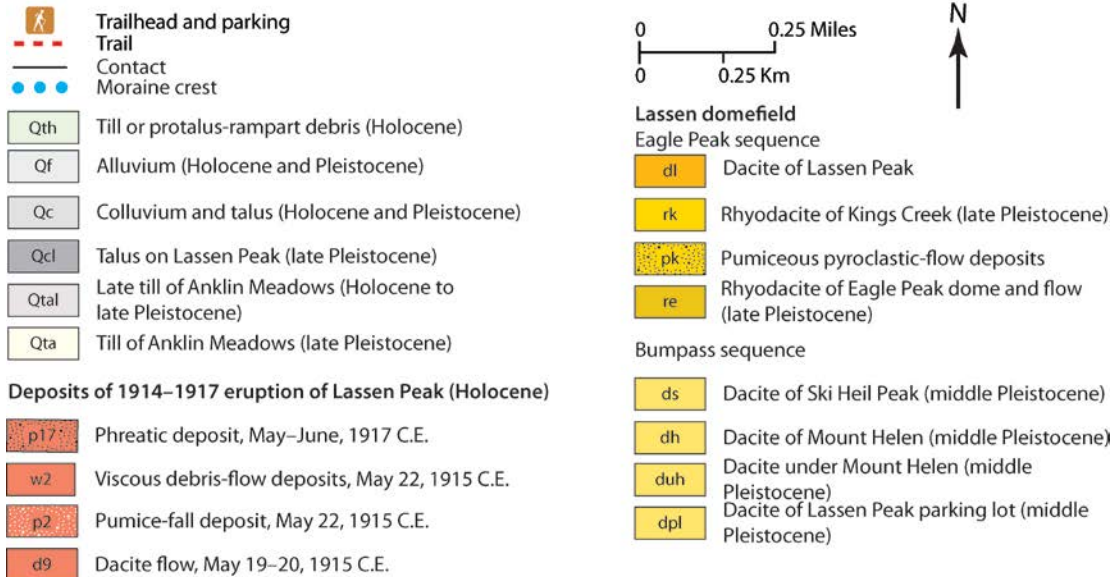 Trailhead and parking
Trail
Contact
Moraine crest
Qth Till or protalus-rampart debris (Holocene)
Qf Alluvium (Holocene and Pleistocene)
Qc Colluvium and talus (Holocene and Pleistocene)
Qcl Talus on Lassen Peak (late Pleistocene)
Qtal Late till of Anklin Meadows (Holocene to
late Pleistocene)
Qta Till of Anklin Meadows (late Pleistocene)
Deposits of 1914–1917 eruption of Lassen Peak (Holocene)
p17 Phreatic deposit, May–June, 1917 C.E.
w2 Viscous debris-flow deposits, May 22, 1915 C.E.
p2 Pumice-fall deposit, May 22, 1915 C.E.
d9 Dacite flow, May 19–20, 1915 C.E.
0 0.25 Miles
0 0.25 Km
N
Lassen domefield
Eagle Peak sequence
dl Dacite of Lassen Peak
rk Rhyodacite of Kings Creek (late Pleistocene)
pk Pumiceous pyroclastic-flow deposits
re Rhyodacite of Eagle Peak dome and flow
(late Pleistocene)
Bumpass sequence
ds Dacite of Ski Heil Peak (middle Pleistocene)
dh Dacite of Mount Helen (middle Pleistocene)
duh Dacite under Mount Helen (middle
Pleistocene)
dpl Dacite of Lassen Peak parking lot (middle
Pleistocene)